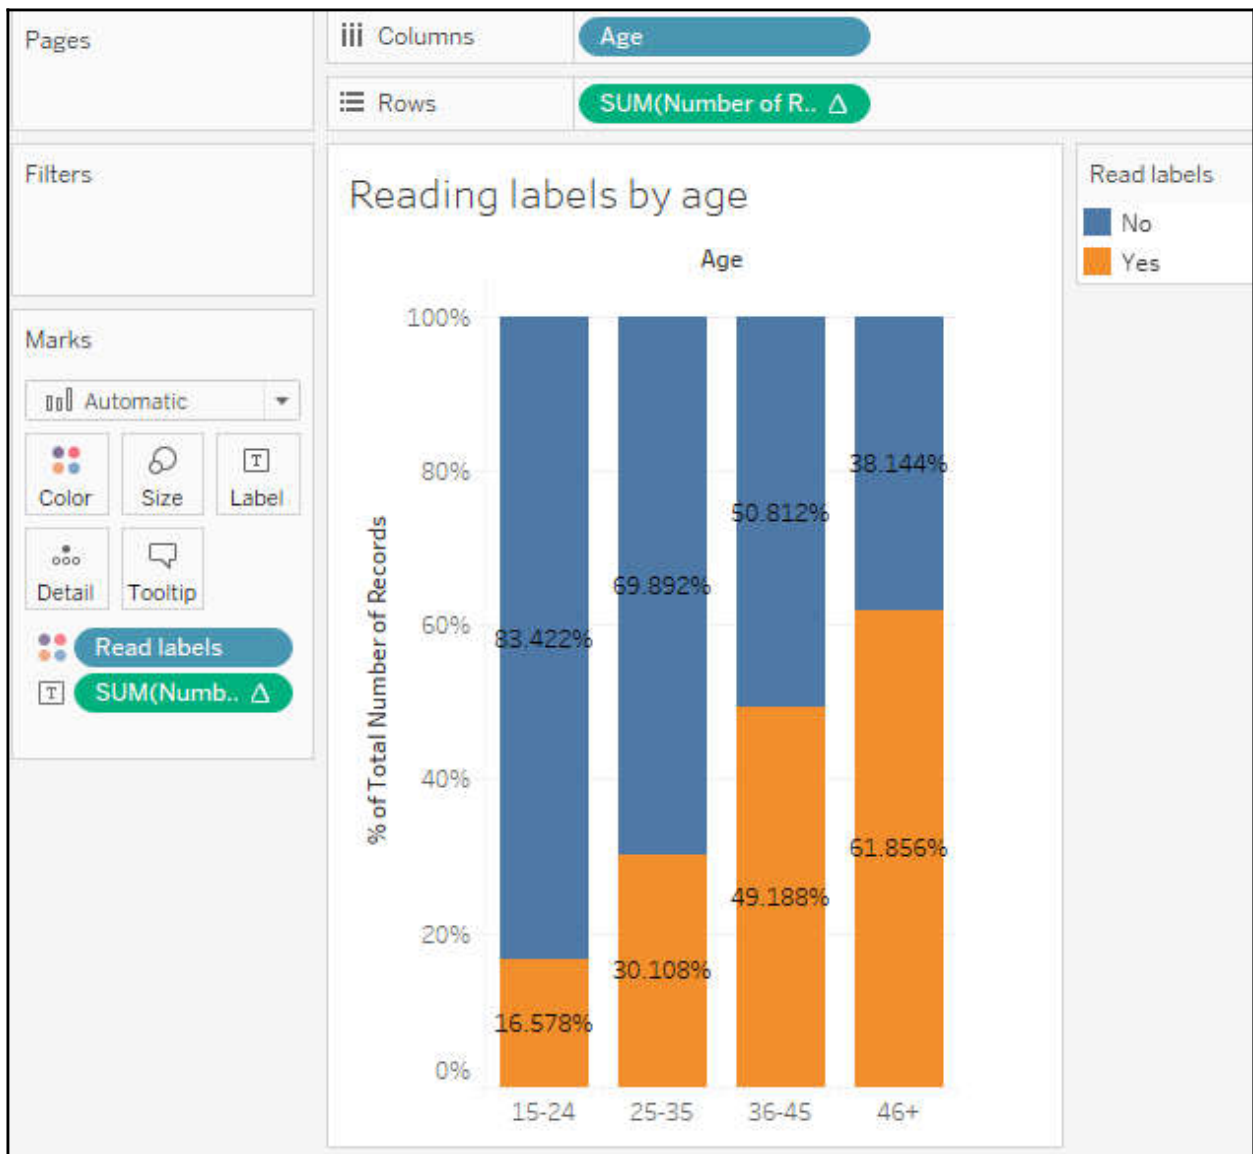 Pages
Columns
Age
Rows
SUM(Number of R.. Δ
Filters
Marks
Automatic
Color
Size
Label
Detail
Tooltip
Read labels
SUM(Numb.. Δ
Reading labels by age
Age
% of Total Number of Records
100%
80%
60%
40%
20%
0%
83.422%
69.892%
50.812%
38.144%
16.578%
30.108%
49.188%
61.856%
15-24 25-35 36-45 46+
Read labels
No
Yes